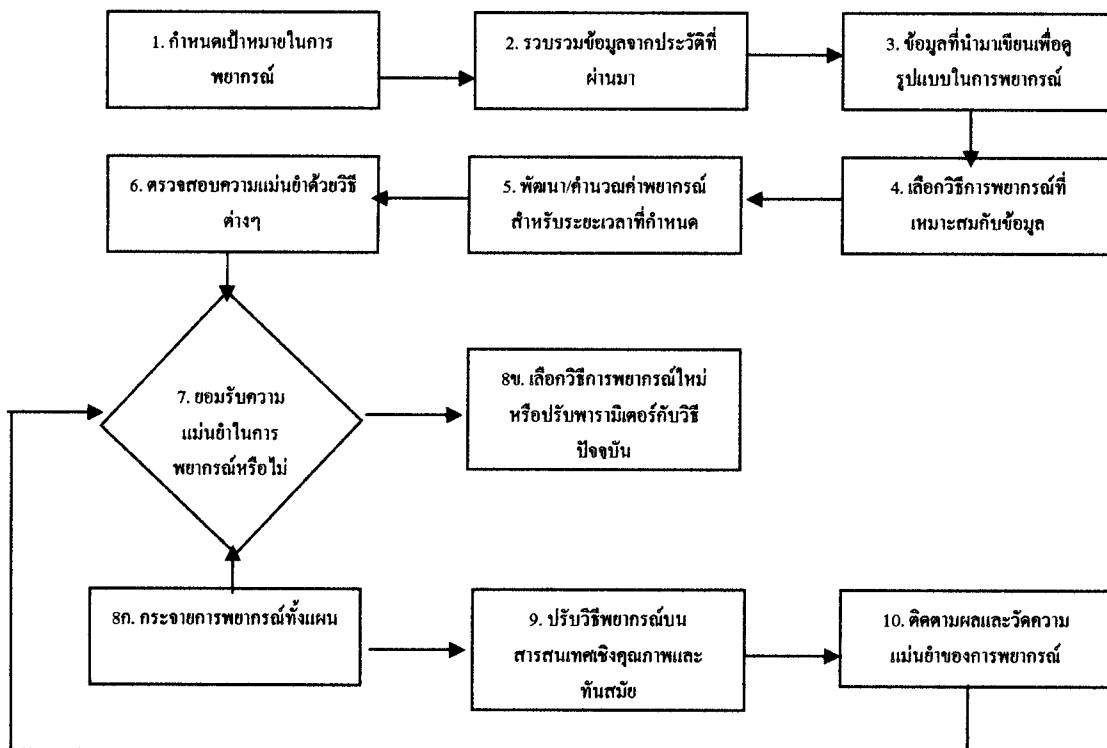 1. กำหนดเป้าหมายในการ
พยากรณ์
2. รวบรวมข้อมูลจากประวัติที่
ผ่านมา
3. ข้อมูลที่นำมาเขียนเพื่อดู
รูปแบบในการพยากรณ์
4. เลือกวิธีการพยากรณ์ที่
เหมาะสมกับข้อมูล
5. พัฒนา/คำนวณค่าพยากรณ์
สำหรับระยะเวลาที่กำหนด
6. ตรวจสอบความแม่นยำด้วยวิธี
ต่างๆ
7. ยอมรับความ
แม่นยำในการ
พยากรณ์หรือไม่
8ข. เลือกวิธีการพยากรณ์ใหม่
หรือปรับพารามิเตอร์กับวิธี
ปัจจุบัน
8ก. กระจายการพยากรณ์ทั้งแผน
9. ปรับวิธีพยากรณ์บน
สารสนเทศเชิงคุณภาพและ
ทันสมัย
10. ติดตามผลและวัดความ
แม่นยำของการพยากรณ์